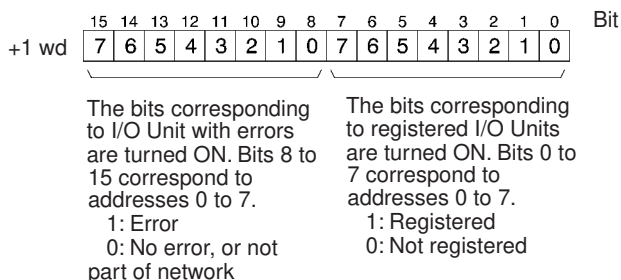 15 14 13 12 11 10 9 8 7 6 5 4 3 2 1 0 Bit
+1 wd 7 6 5 4 3 2 1 0 7 6 5 4 3 2 1 0
The bits corresponding
to I/O Unit with errors
are turned ON. Bits 8 to
15 correspond to
addresses 0 to 7.
1: Error
0: No error, or not
part of network
The bits corresponding
to registered I/O Units
are turned ON. Bits 0 to
7 correspond to
addresses 0 to 7.
1: Registered
0: Not registered